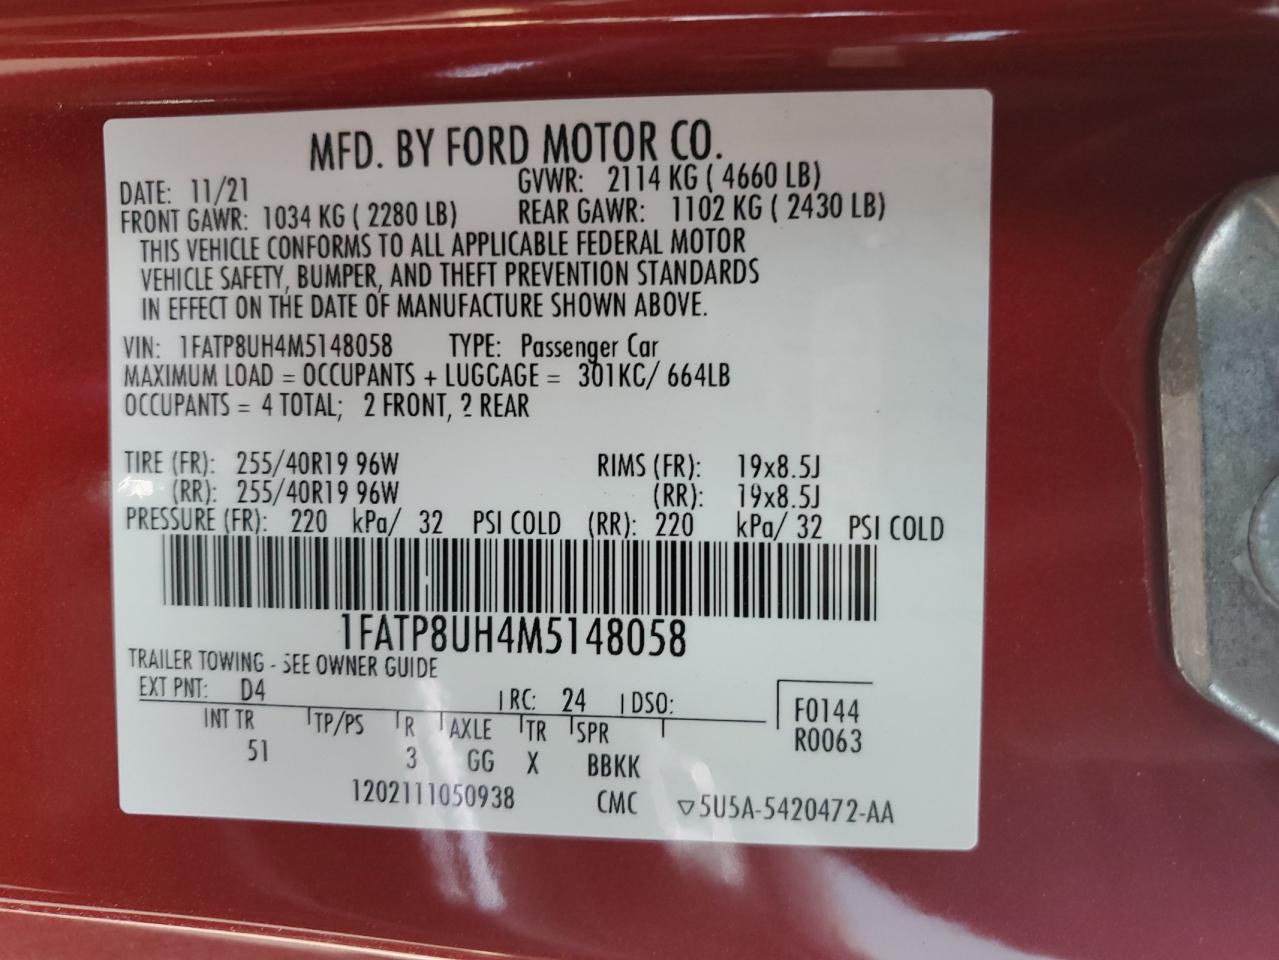 MFD. BY FORD MOTOR CO.
DATE: 11/21 GVWR: 2114 KG ( 4660 LB)
FRONT GAWR: 1034 KG ( 2280 LB) REAR GAWR: 1102 KG ( 2430 LB)
THIS VEHICLE CONFORMS TO ALL APPLICABLE FEDERAL MOTOR
VEHICLE SAFETY, BUMPER, AND THEFT PREVENTION STANDARDS
IN EFFECT ON THE DATE OF MANUFACTURE SHOWN ABOVE.
VIN: 1FATP8UH4M5148058 TYPE: Passenger Car
MAXIMUM LOAD = OCCUPANTS + LUGGAGE = 301KG/ 664LB
OCCUPANTS = 4 TOTAL; 2 FRONT, 2 REAR
TIRE (FR): 255/40R19 96W RIMS (FR): 19x8.5J
(RR): 255/40R19 96W (RR): 19x8.5J
PRESSURE (FR): 220 kPa/ 32 PSI COLD (RR): 220 kPa/ 32 PSI COLD
1FATP8UH4M5148058
TRAILER TOWING - SEE OWNER GUIDE
EXT PNT: D4 RC: 24 DSO: F0144
INT TR TP/PS R AXLE TR SPR R0063
51 3 GG X BBKK
1202111050938 CMC ▽5U5A-5420472-AA